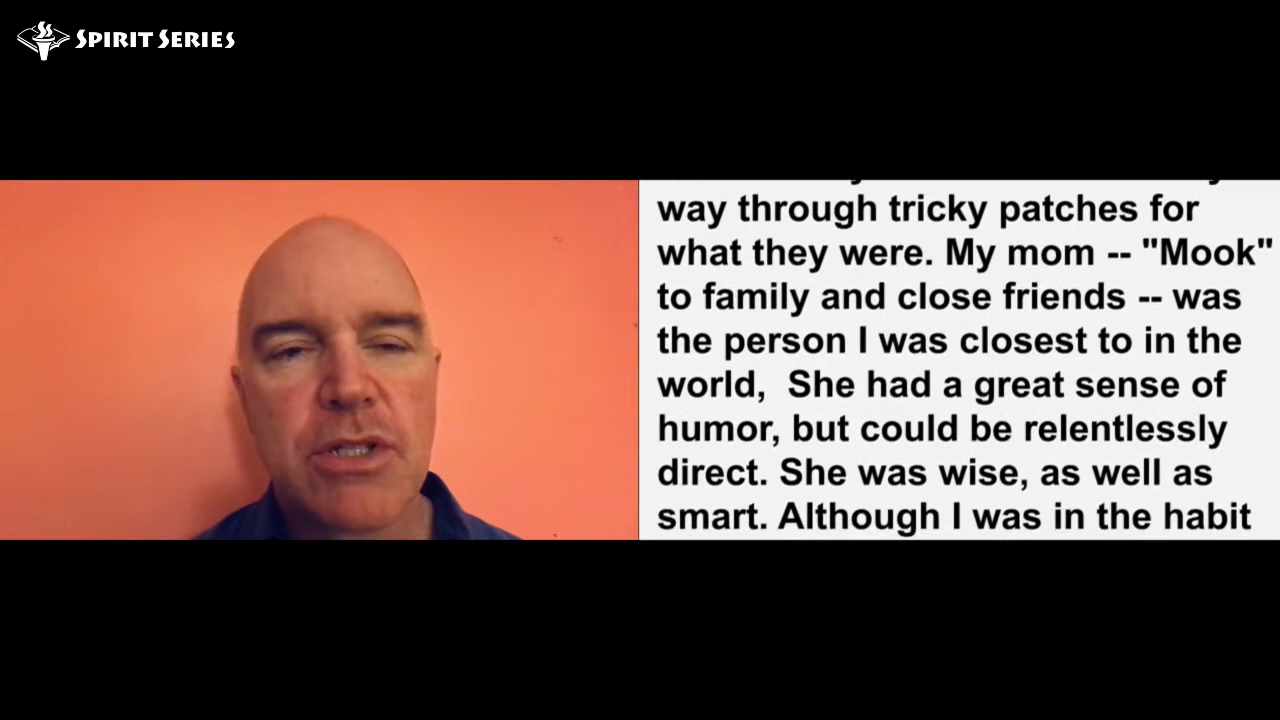 SPIRIT SERIES
way through tricky patches for
what they were. My mom -- "Mook"
to family and close friends -- was
the person I was closest to in the
world,  She had a great sense of
humor, but could be relentlessly
direct. She was wise, as well as
smart. Although I was in the habit